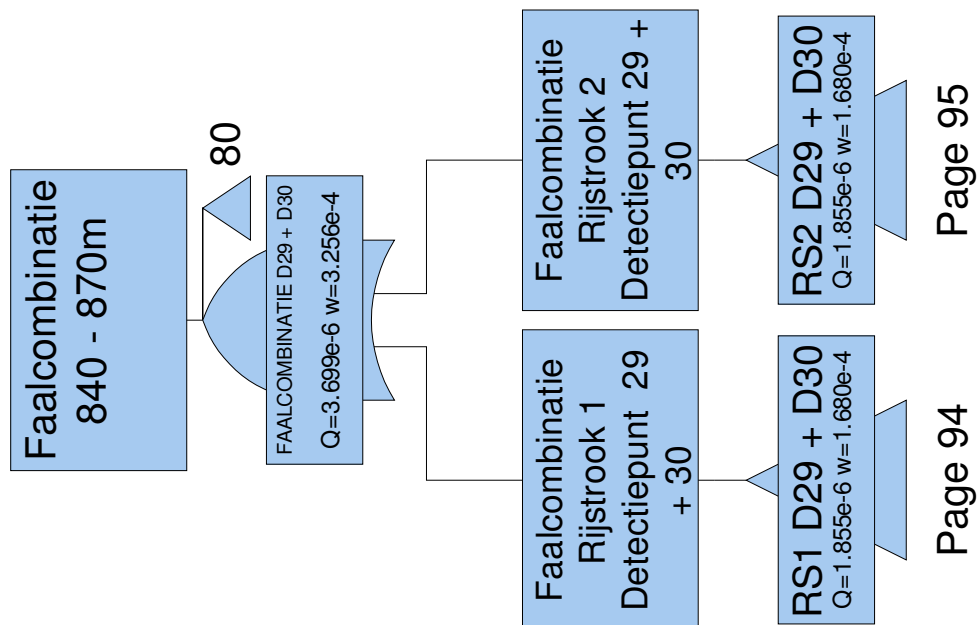 Faalcombinatie
840 - 870m
80
FAALCOMBINATIE D29 + D30
Q=3.699e-6 w=3.256e-4
Faalcombinatie
Rijstrook 1
Detectiepunt 29
+ 30
RS1 D29 + D30
Q=1.855e-6 w=1.680e-4
Page 94
Faalcombinatie
Rijstrook 2
Detectiepunt 29 +
30
RS2 D29 + D30
Q=1.855e-6 w=1.680e-4
Page 95